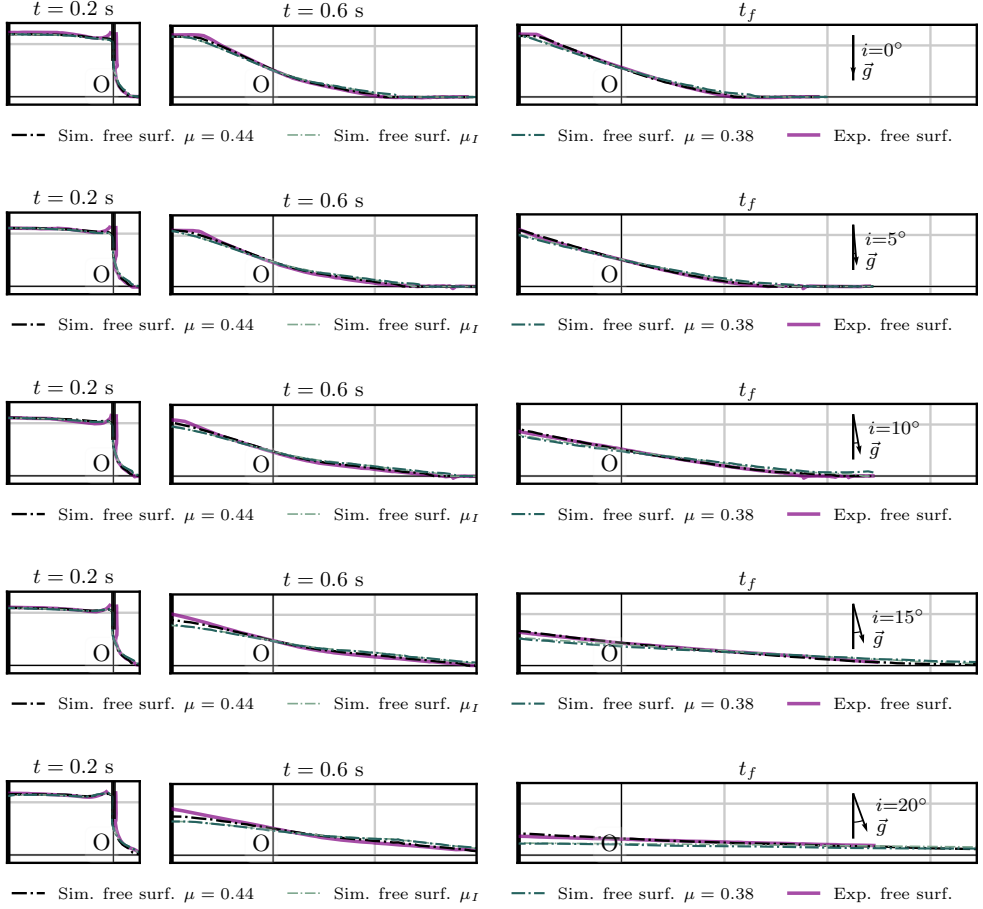 t = 0.2 s t = 0.6 s t_f
O O O i=0° g⃗
Sim. free surf. μ = 0.44 Sim. free surf. μ_I Sim. free surf. μ = 0.38 Exp. free surf.
t = 0.2 s t = 0.6 s t_f
O O O i=5° g⃗
Sim. free surf. μ = 0.44 Sim. free surf. μ_I Sim. free surf. μ = 0.38 Exp. free surf.
t = 0.2 s t = 0.6 s t_f
O O O i=10° g⃗
Sim. free surf. μ = 0.44 Sim. free surf. μ_I Sim. free surf. μ = 0.38 Exp. free surf.
t = 0.2 s t = 0.6 s t_f
O O O i=15° g⃗
Sim. free surf. μ = 0.44 Sim. free surf. μ_I Sim. free surf. μ = 0.38 Exp. free surf.
t = 0.2 s t = 0.6 s t_f
O O O i=20° g⃗
Sim. free surf. μ = 0.44 Sim. free surf. μ_I Sim. free surf. μ = 0.38 Exp. free surf.